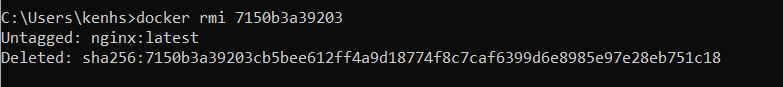 C:\Users\kenhs>docker rmi 7150b3a39203
Untagged: nginx:latest
Deleted: sha256:7150b3a39203cb5bee612ff4a9d18774f8c7caf6399d6e8985e97e28eb751c18